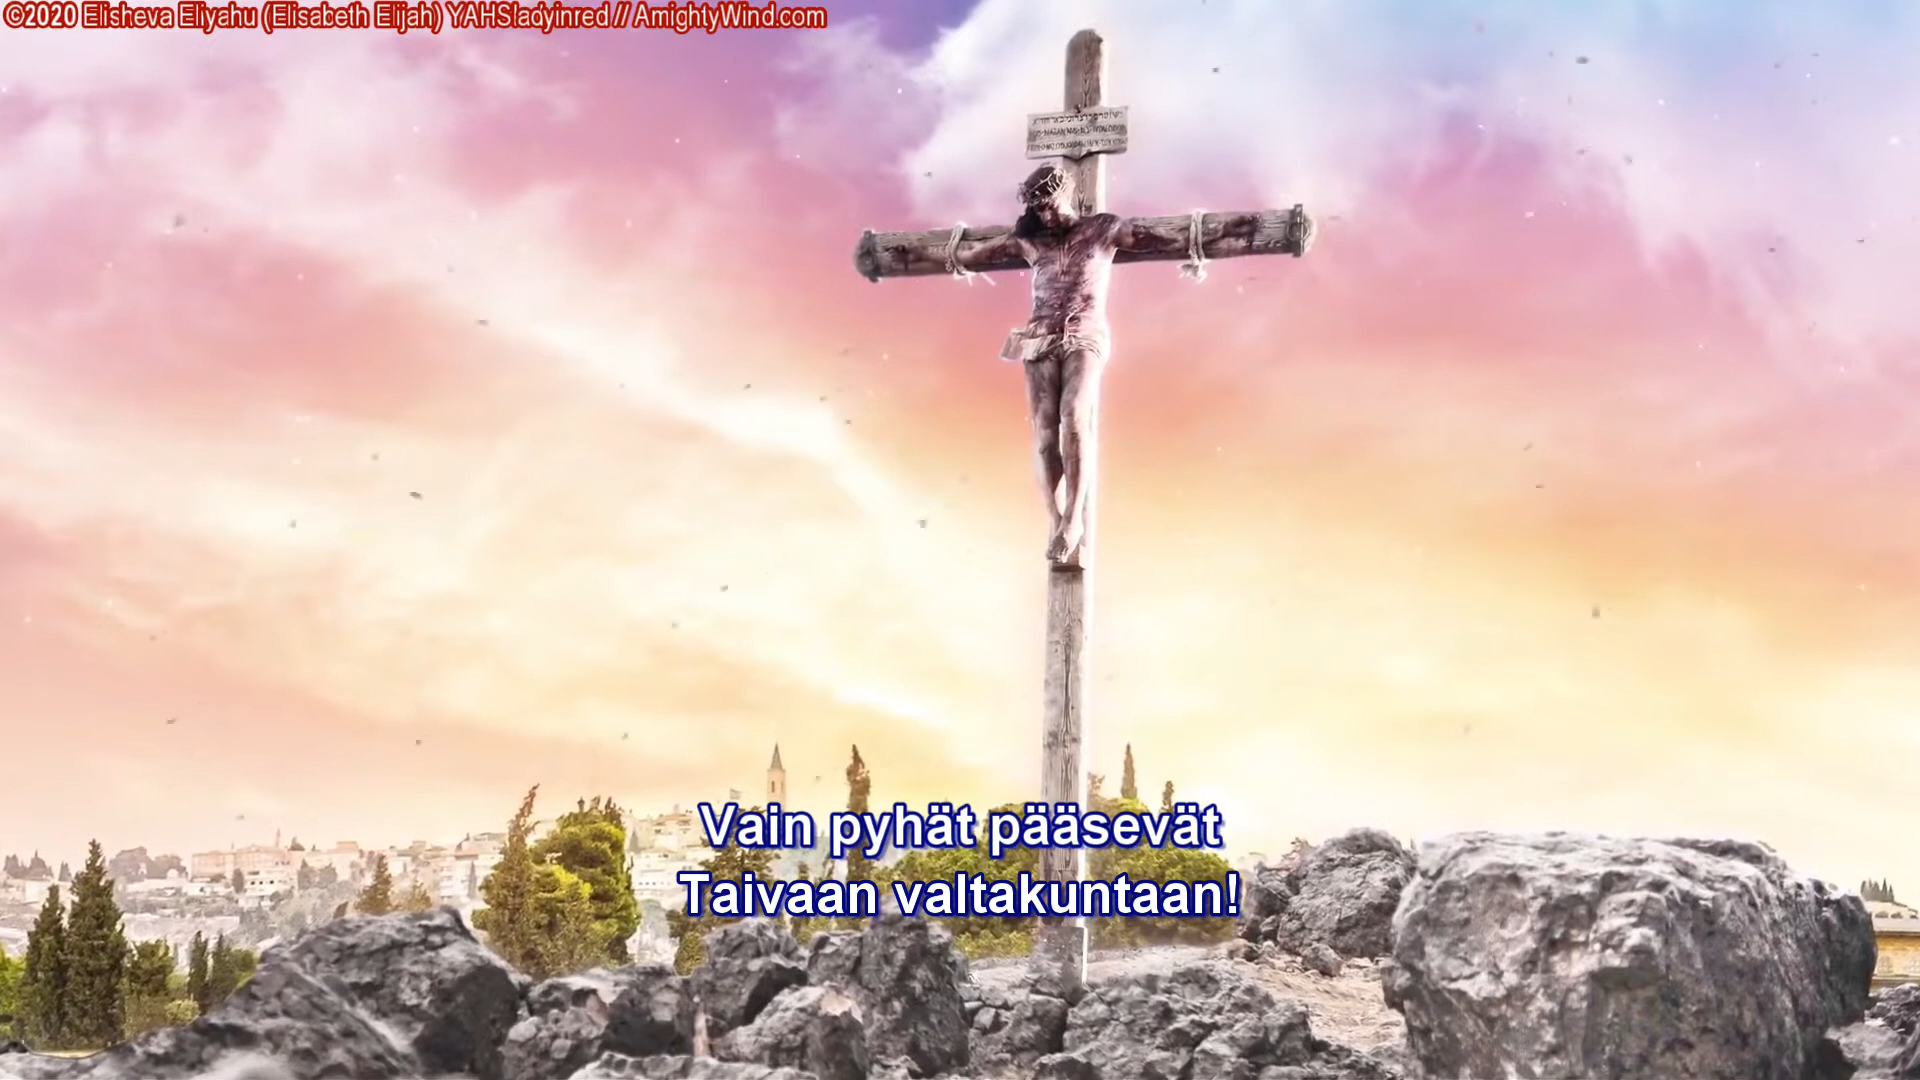 ©2020 Elisheva Eliyahu (Elisabeth Elijah) YAHSladyinred // AmightyWind.com
Vain pyhät pääsevät
Taivaan valtakuntaan!